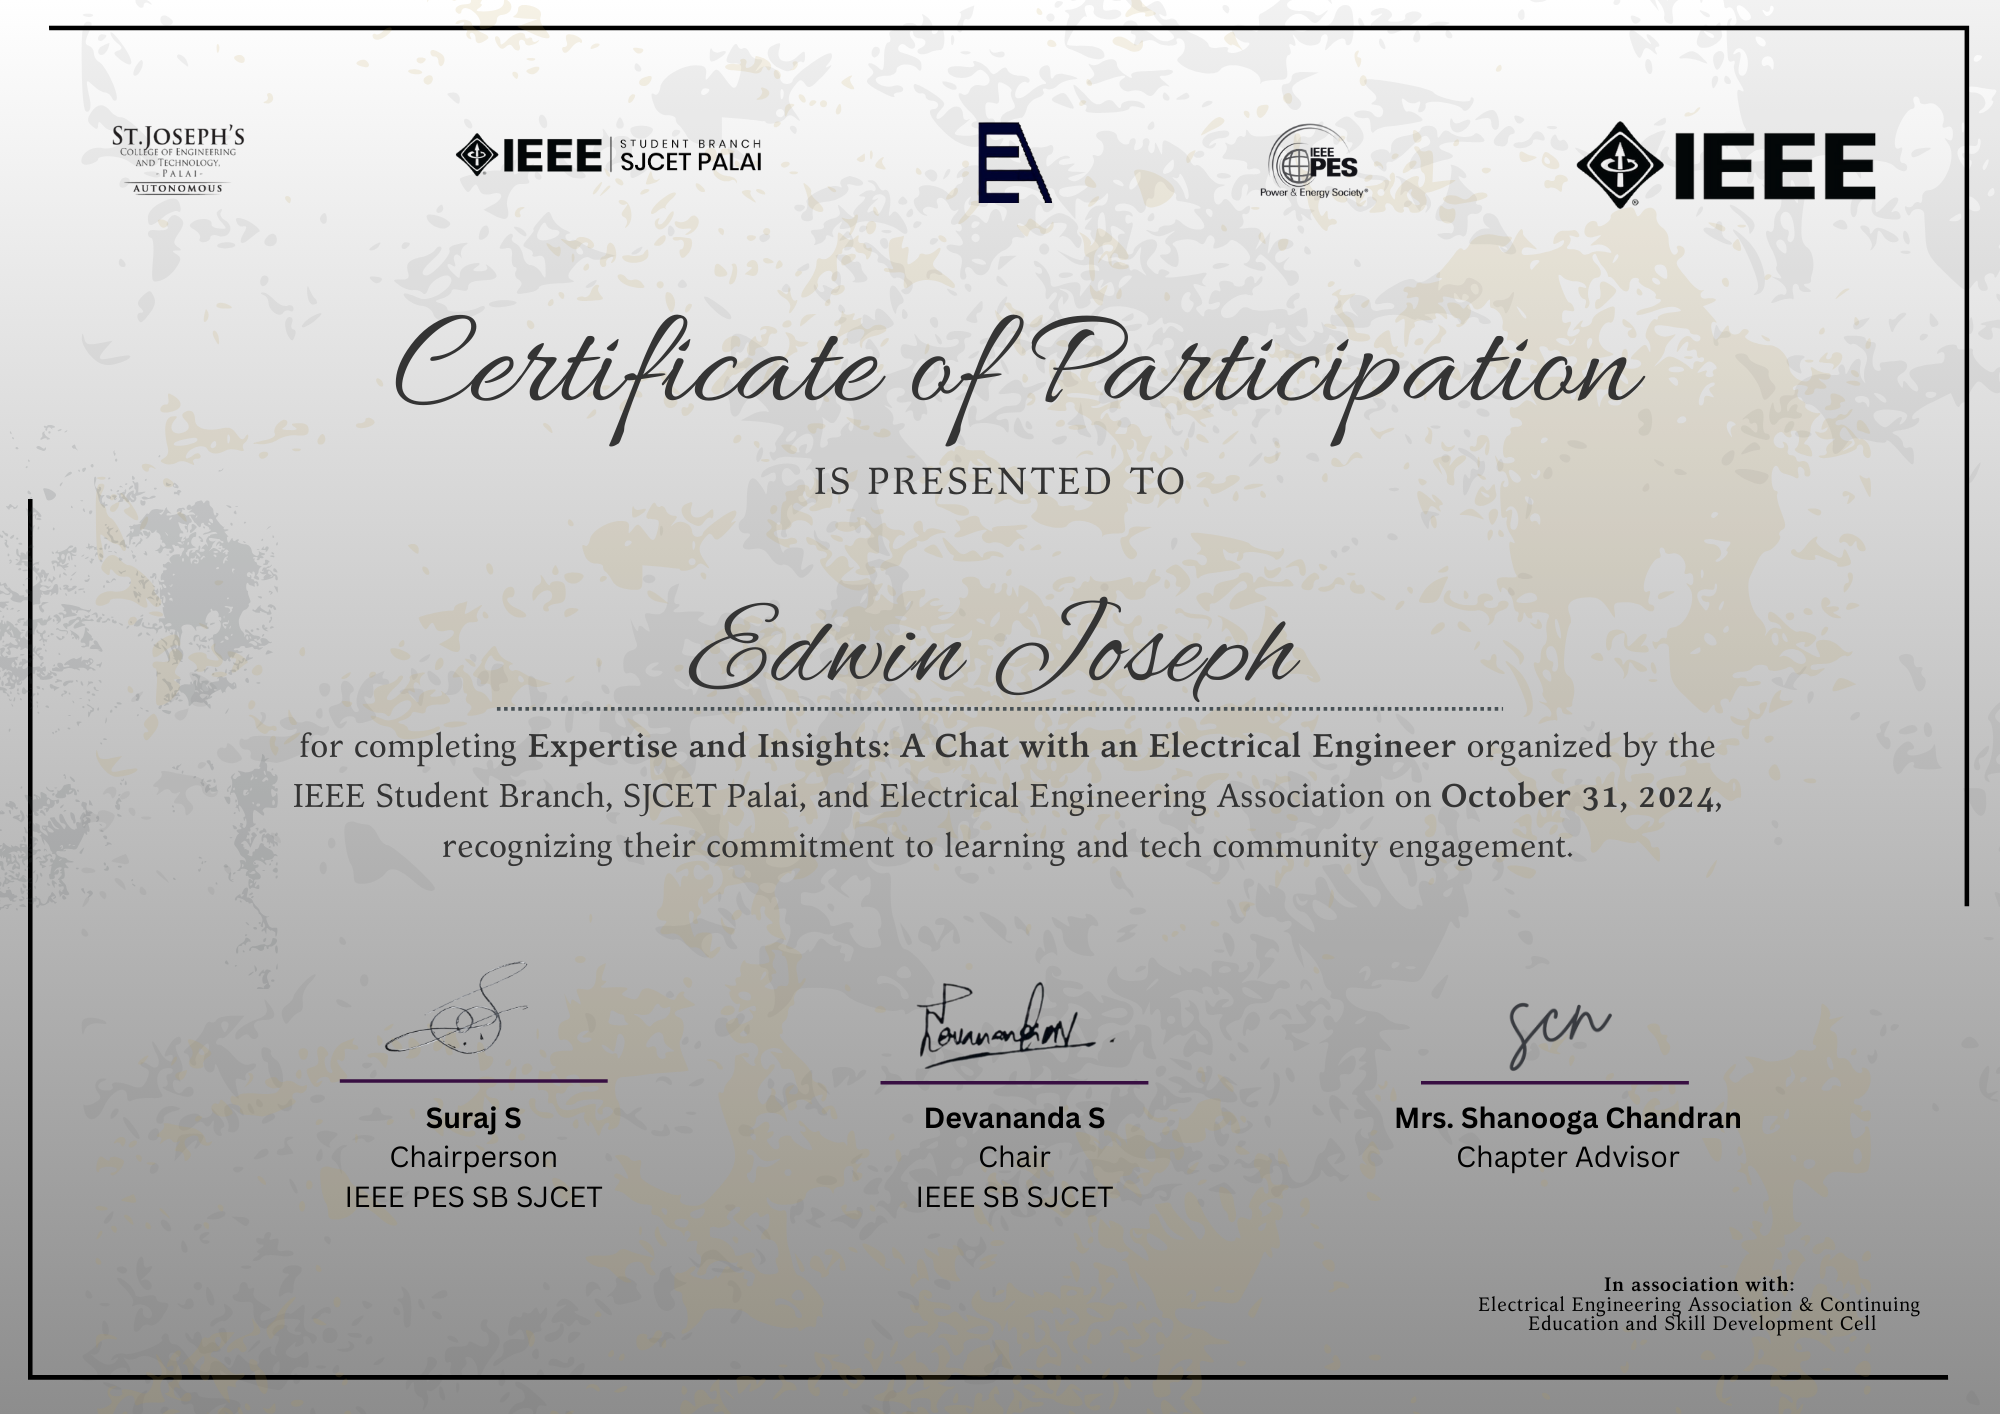 ST.JOSEPH'S
COLLEGE OF ENGINEERING
AND TECHNOLOGY,
- PALAI -
AUTONOMOUS
IEEE STUDENT BRANCH
SJCET PALAI
EA
IEEE
PES
Power & Energy Society®
IEEE
®
Certificate of Participation
IS PRESENTED TO
Edwin Joseph
for completing Expertise and Insights: A Chat with an Electrical Engineer organized by the
IEEE Student Branch, SJCET Palai, and Electrical Engineering Association on October 31, 2024,
recognizing their commitment to learning and tech community engagement.
scn
Suraj S
Chairperson
IEEE PES SB SJCET
Devananda S
Chair
IEEE SB SJCET
Mrs. Shanooga Chandran
Chapter Advisor
In association with:
Electrical Engineering Association & Continuing
Education and Skill Development Cell